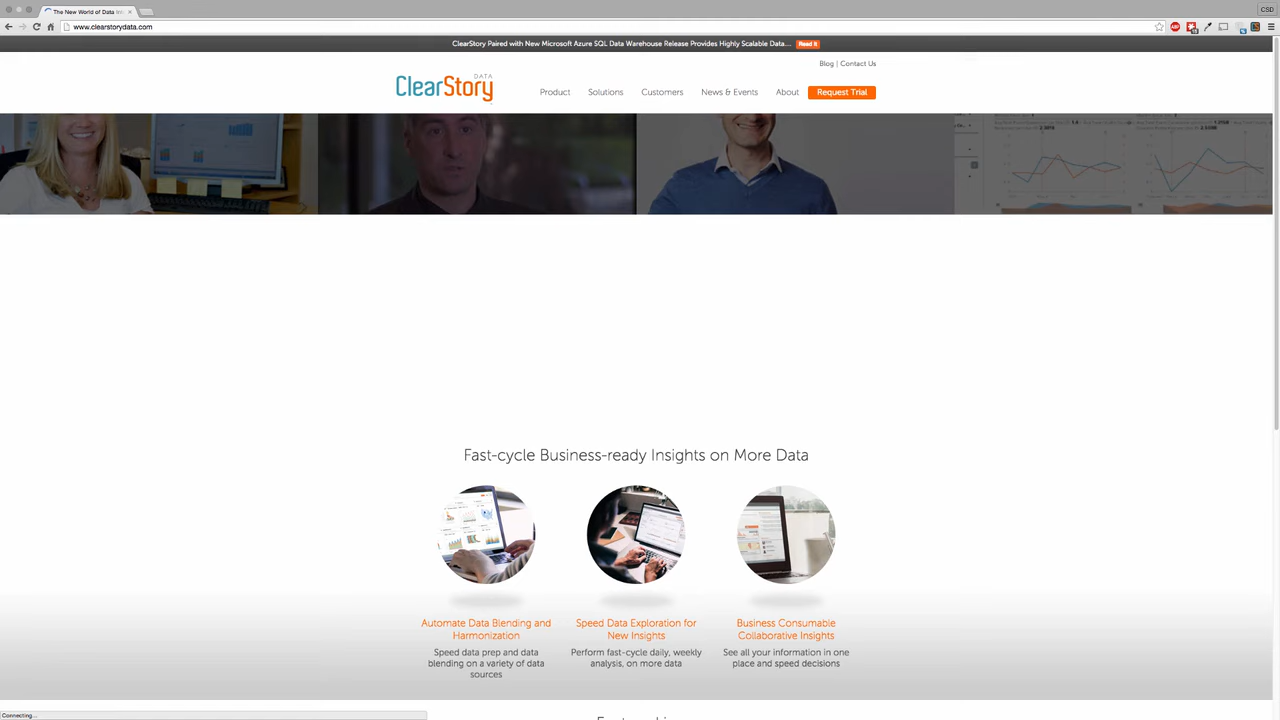 The New World of Data In
CSD
www.clearstorydata.com
ClearStory Paired with New Microsoft Azure SQL Data Warehouse Release Provides Highly Scalable Data... Read it
Blog | Contact Us
DATA
ClearStory
Product Solutions Customers News & Events About Request Trial
Fast-cycle Business-ready Insights on More Data
Automate Data Blending and Harmonization
Speed data prep and data blending on a variety of data sources
Speed Data Exploration for New Insights
Perform fast-cycle daily, weekly analysis, on more data
Business Consumable Collaborative Insights
See all your information in one place and speed decisions
Connecting...